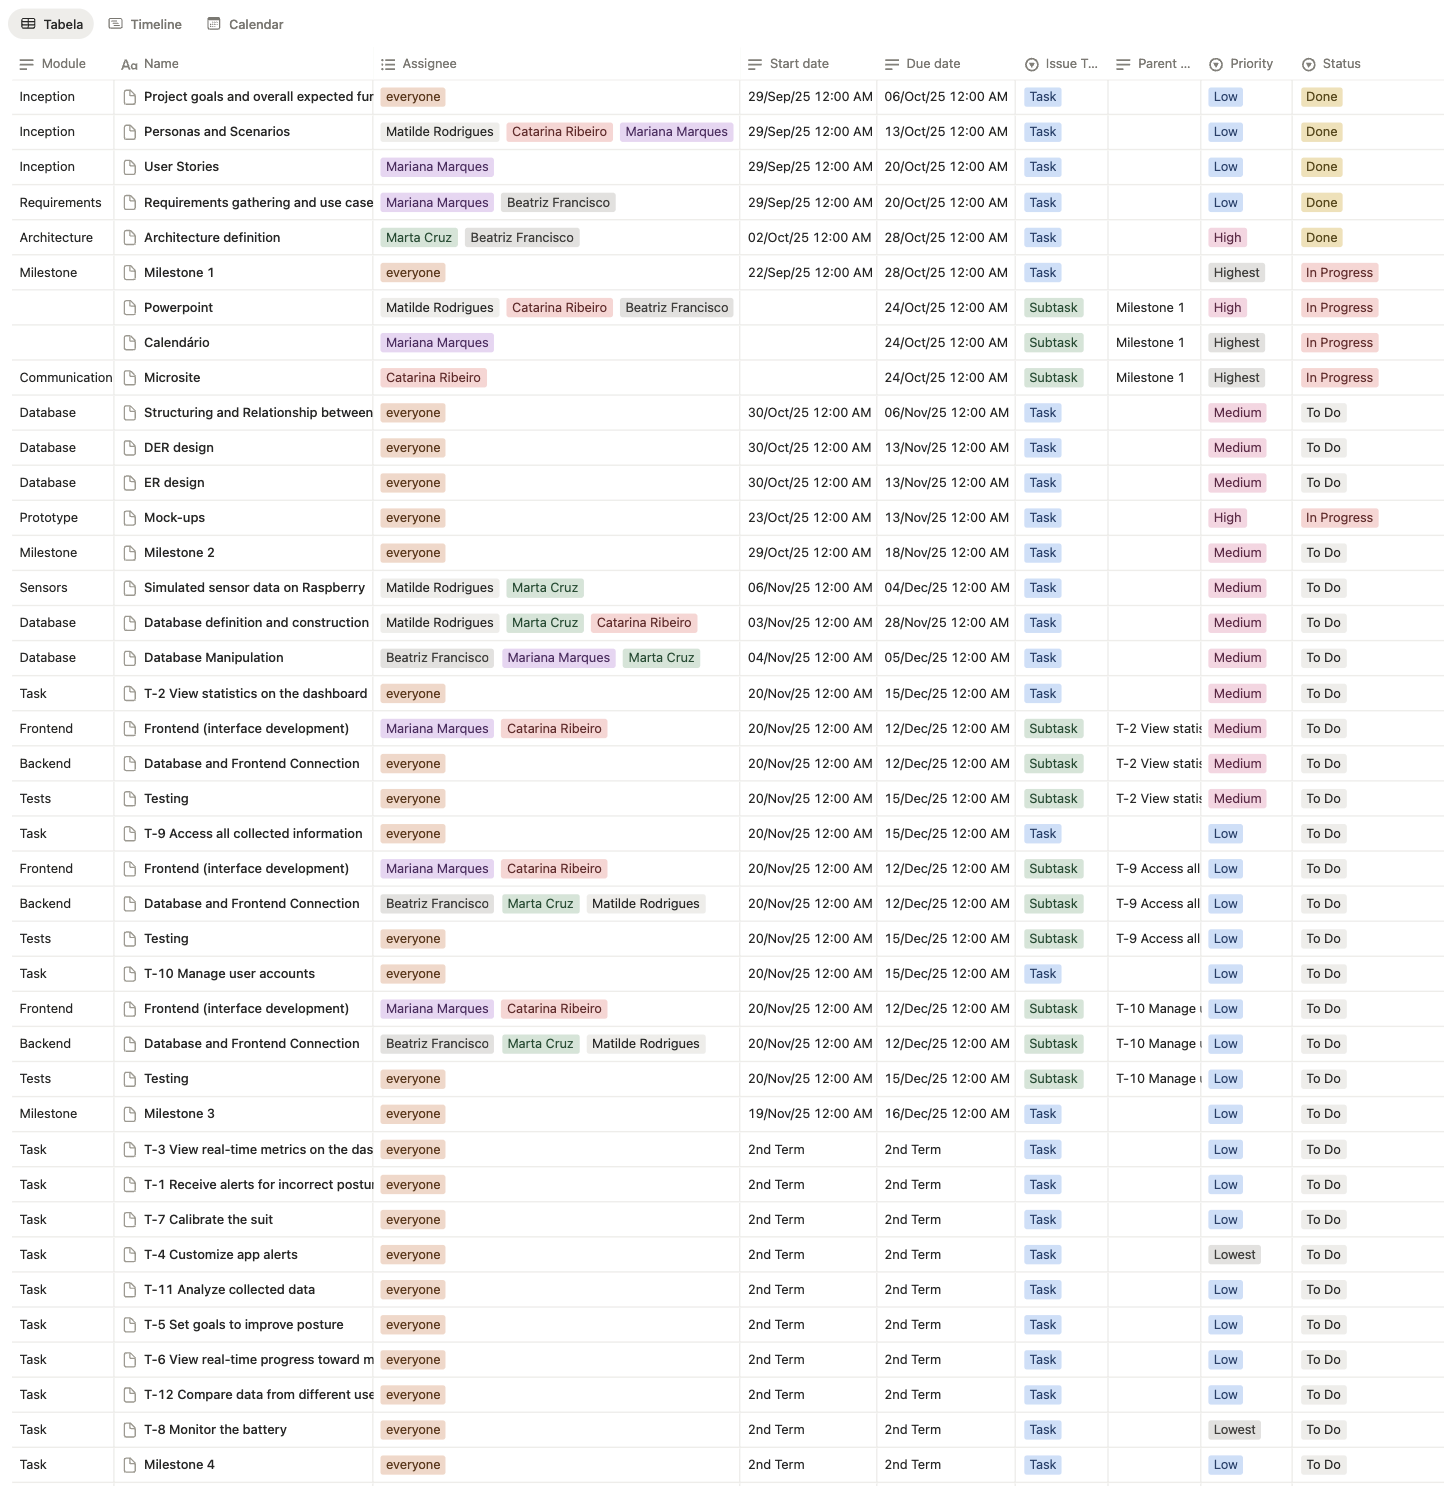 Tabela Timeline Calendar
Module Name Assignee Start date Due date Issue T... Parent ... Priority Status
Inception Project goals and overall expected fur everyone 29/Sep/25 12:00 AM 06/Oct/25 12:00 AM Task Low Done
Inception Personas and Scenarios Matilde Rodrigues Catarina Ribeiro Mariana Marques 29/Sep/25 12:00 AM 13/Oct/25 12:00 AM Task Low Done
Inception User Stories Mariana Marques 29/Sep/25 12:00 AM 20/Oct/25 12:00 AM Task Low Done
Requirements Requirements gathering and use case Mariana Marques Beatriz Francisco 29/Sep/25 12:00 AM 20/Oct/25 12:00 AM Task Low Done
Architecture Architecture definition Marta Cruz Beatriz Francisco 02/Oct/25 12:00 AM 28/Oct/25 12:00 AM Task High Done
Milestone Milestone 1 everyone 22/Sep/25 12:00 AM 28/Oct/25 12:00 AM Task Highest In Progress
Powerpoint Matilde Rodrigues Catarina Ribeiro Beatriz Francisco 24/Oct/25 12:00 AM Subtask Milestone 1 High In Progress
Calendário Mariana Marques 24/Oct/25 12:00 AM Subtask Milestone 1 Highest In Progress
Communication Microsite Catarina Ribeiro 24/Oct/25 12:00 AM Subtask Milestone 1 Highest In Progress
Database Structuring and Relationship between everyone 30/Oct/25 12:00 AM 06/Nov/25 12:00 AM Task Medium To Do
Database DER design everyone 30/Oct/25 12:00 AM 13/Nov/25 12:00 AM Task Medium To Do
Database ER design everyone 30/Oct/25 12:00 AM 13/Nov/25 12:00 AM Task Medium To Do
Prototype Mock-ups everyone 23/Oct/25 12:00 AM 13/Nov/25 12:00 AM Task High In Progress
Milestone Milestone 2 everyone 29/Oct/25 12:00 AM 18/Nov/25 12:00 AM Task Medium To Do
Sensors Simulated sensor data on Raspberry Matilde Rodrigues Marta Cruz 06/Nov/25 12:00 AM 04/Dec/25 12:00 AM Task Medium To Do
Database Database definition and construction Matilde Rodrigues Marta Cruz Catarina Ribeiro 03/Nov/25 12:00 AM 28/Nov/25 12:00 AM Task Medium To Do
Database Database Manipulation Beatriz Francisco Mariana Marques Marta Cruz 04/Nov/25 12:00 AM 05/Dec/25 12:00 AM Task Medium To Do
Task T-2 View statistics on the dashboard everyone 20/Nov/25 12:00 AM 15/Dec/25 12:00 AM Task Medium To Do
Frontend Frontend (interface development) Mariana Marques Catarina Ribeiro 20/Nov/25 12:00 AM 12/Dec/25 12:00 AM Subtask T-2 View statis Medium To Do
Backend Database and Frontend Connection everyone 20/Nov/25 12:00 AM 12/Dec/25 12:00 AM Subtask T-2 View statis Medium To Do
Tests Testing everyone 20/Nov/25 12:00 AM 15/Dec/25 12:00 AM Subtask T-2 View statis Medium To Do
Task T-9 Access all collected information everyone 20/Nov/25 12:00 AM 15/Dec/25 12:00 AM Task Low To Do
Frontend Frontend (interface development) Mariana Marques Catarina Ribeiro 20/Nov/25 12:00 AM 12/Dec/25 12:00 AM Subtask T-9 Access all Low To Do
Backend Database and Frontend Connection Beatriz Francisco Marta Cruz Matilde Rodrigues 20/Nov/25 12:00 AM 12/Dec/25 12:00 AM Subtask T-9 Access all Low To Do
Tests Testing everyone 20/Nov/25 12:00 AM 15/Dec/25 12:00 AM Subtask T-9 Access all Low To Do
Task T-10 Manage user accounts everyone 20/Nov/25 12:00 AM 15/Dec/25 12:00 AM Task Low To Do
Frontend Frontend (interface development) Mariana Marques Catarina Ribeiro 20/Nov/25 12:00 AM 12/Dec/25 12:00 AM Subtask T-10 Manage Low To Do
Backend Database and Frontend Connection Beatriz Francisco Marta Cruz Matilde Rodrigues 20/Nov/25 12:00 AM 12/Dec/25 12:00 AM Subtask T-10 Manage Low To Do
Tests Testing everyone 20/Nov/25 12:00 AM 15/Dec/25 12:00 AM Subtask T-10 Manage Low To Do
Milestone Milestone 3 everyone 19/Nov/25 12:00 AM 16/Dec/25 12:00 AM Task Low To Do
Task T-3 View real-time metrics on the das everyone 2nd Term 2nd Term Task Low To Do
Task T-1 Receive alerts for incorrect postu everyone 2nd Term 2nd Term Task Low To Do
Task T-7 Calibrate the suit everyone 2nd Term 2nd Term Task Low To Do
Task T-4 Customize app alerts everyone 2nd Term 2nd Term Task Lowest To Do
Task T-11 Analyze collected data everyone 2nd Term 2nd Term Task Low To Do
Task T-5 Set goals to improve posture everyone 2nd Term 2nd Term Task Low To Do
Task T-6 View real-time progress toward m everyone 2nd Term 2nd Term Task Low To Do
Task T-12 Compare data from different use everyone 2nd Term 2nd Term Task Low To Do
Task T-8 Monitor the battery everyone 2nd Term 2nd Term Task Lowest To Do
Task Milestone 4 everyone 2nd Term 2nd Term Task Low To Do